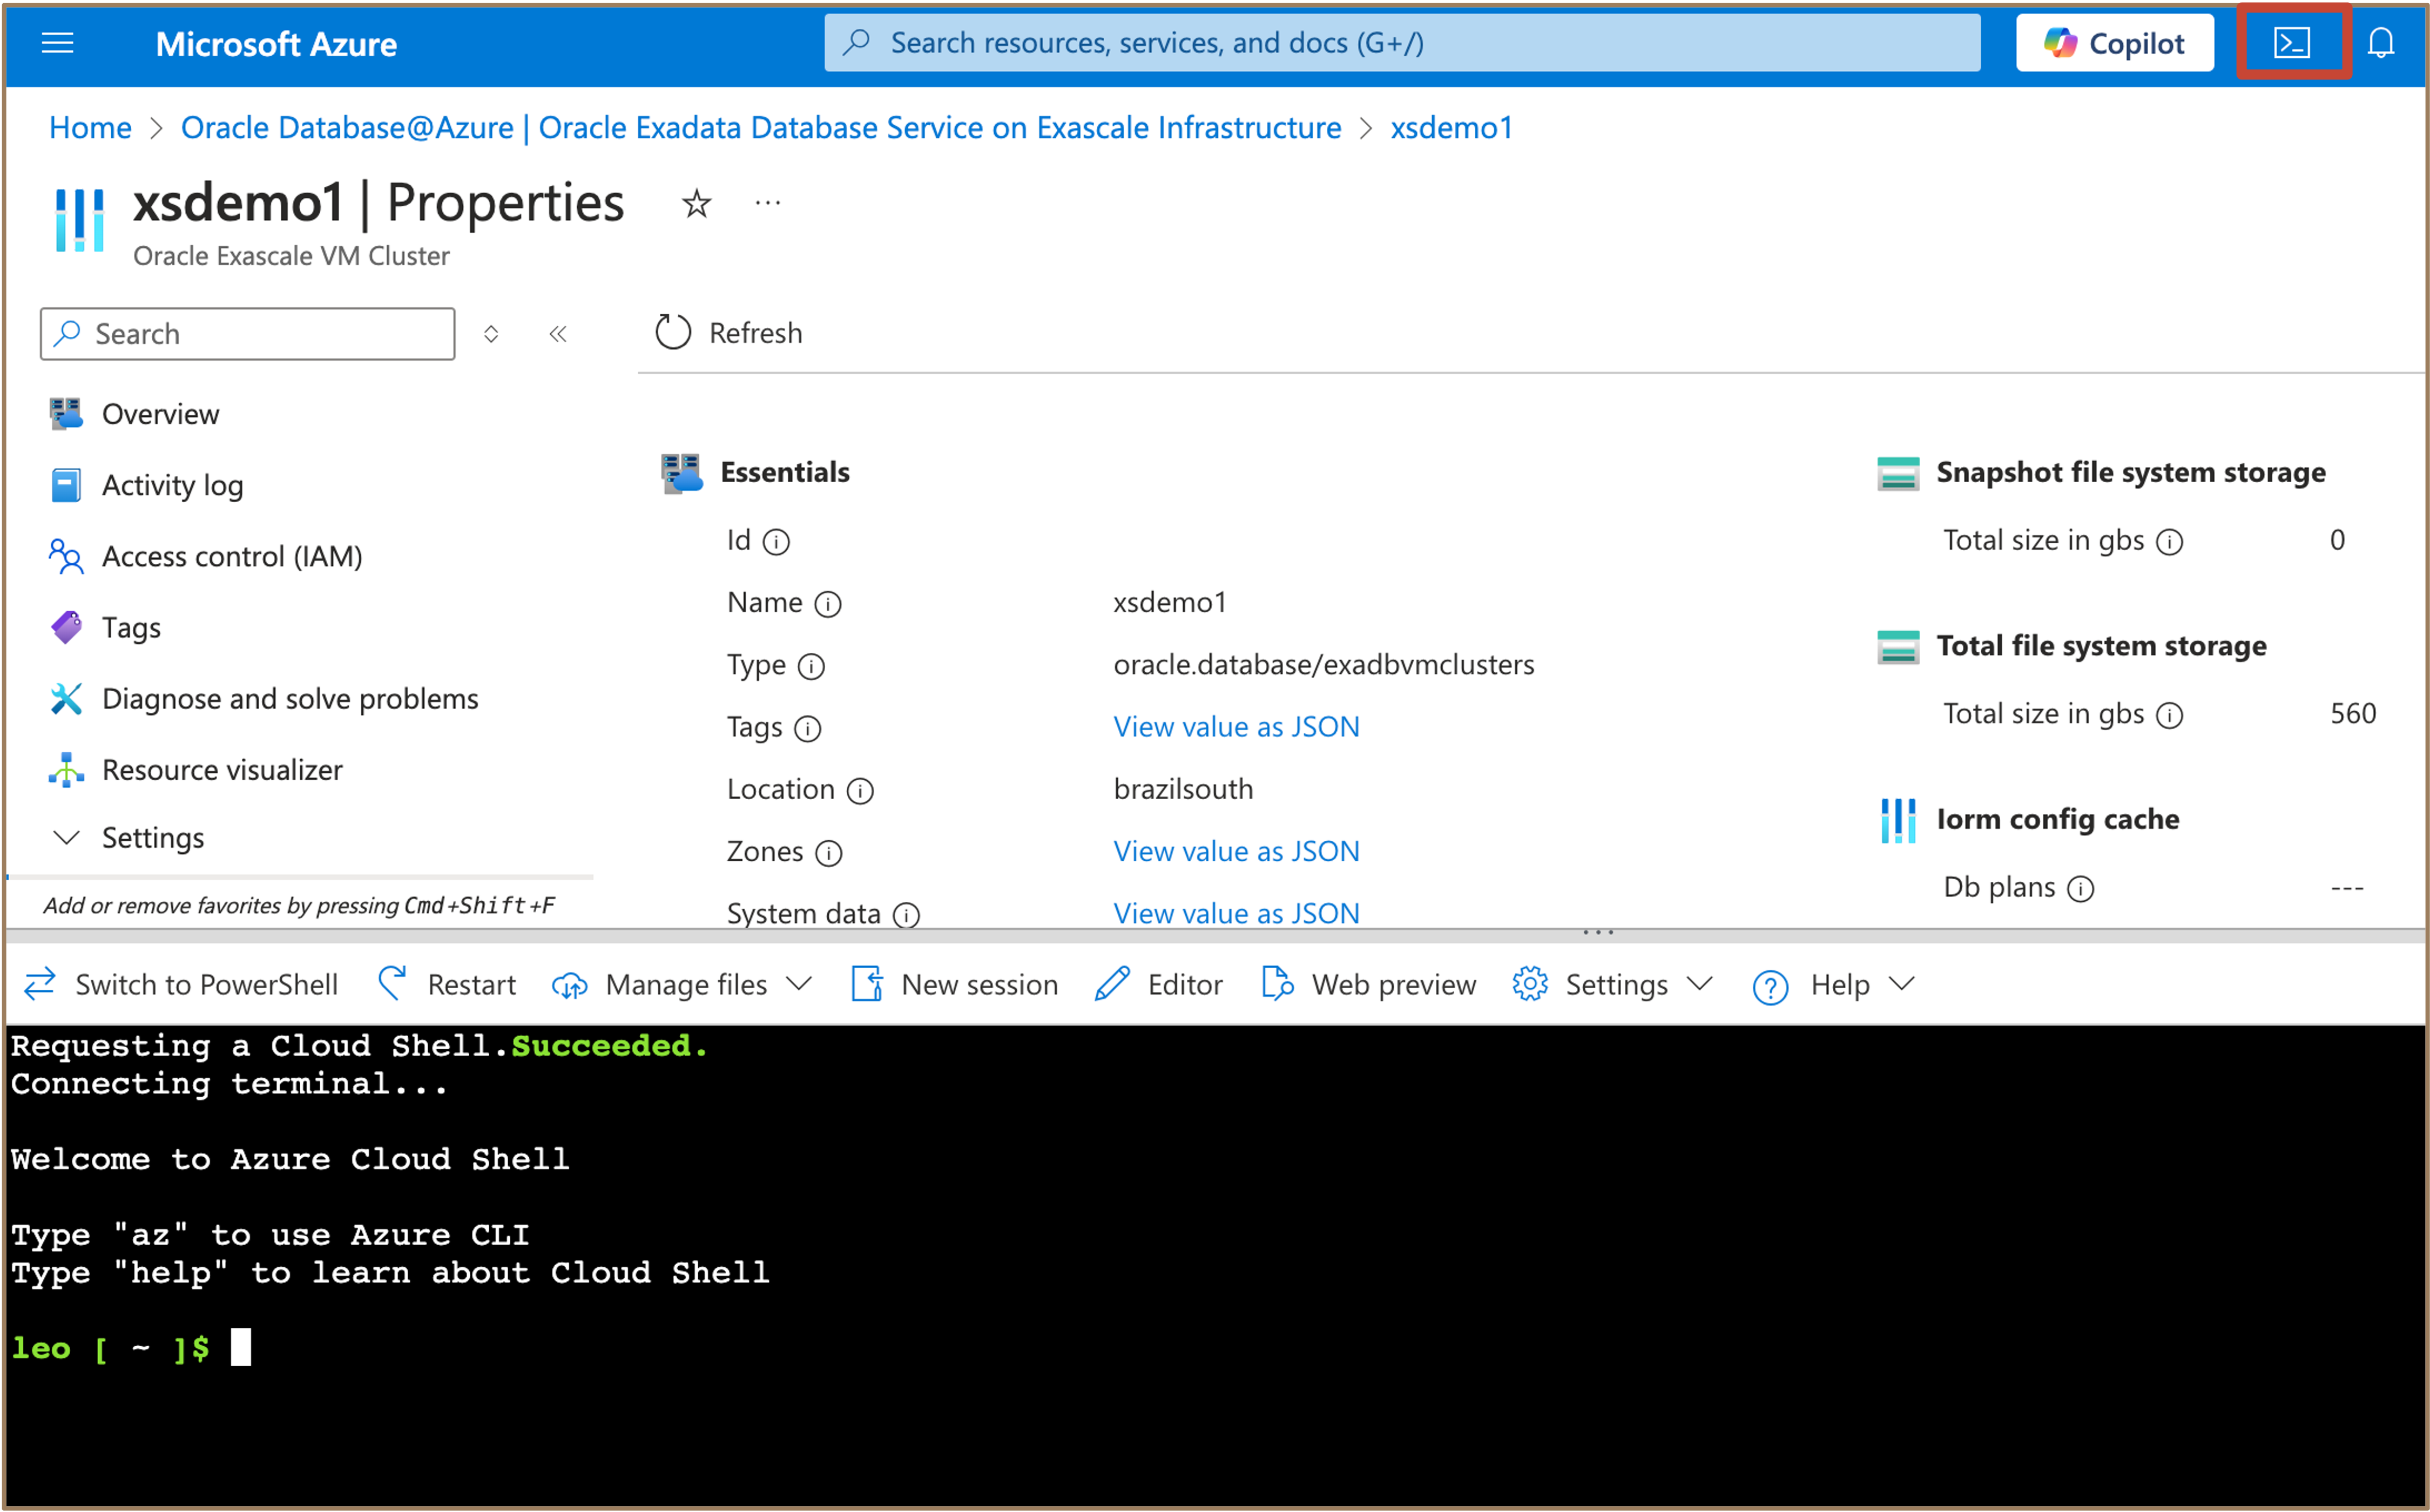 Microsoft Azure
Search resources, services, and docs (G+/)
Copilot
Home > Oracle Database@Azure | Oracle Exadata Database Service on Exascale Infrastructure > xsdemo1
xsdemo1 | Properties
Oracle Exascale VM Cluster
Search
Refresh
Overview
Activity log
Access control (IAM)
Tags
Diagnose and solve problems
Resource visualizer
Settings
Add or remove favorites by pressing Cmd+Shift+F
Essentials
Id
Name xsdemo1
Type oracle.database/exadbvmclusters
Tags View value as JSON
Location brazilsouth
Zones View value as JSON
System data View value as JSON
Snapshot file system storage
Total size in gbs 0
Total file system storage
Total size in gbs 560
Iorm config cache
Db plans ---
Switch to PowerShell Restart Manage files New session Editor Web preview Settings Help
Requesting a Cloud Shell.Succeeded.
Connecting terminal...
Welcome to Azure Cloud Shell
Type "az" to use Azure CLI
Type "help" to learn about Cloud Shell
leo [ ~ ]$